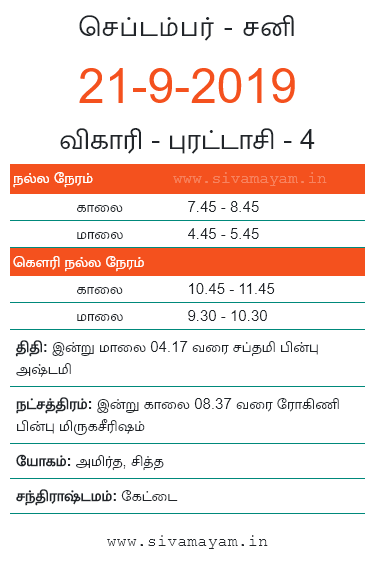 செப்டம்பர் - சனி
21-9-2019
விகாரி - புரட்டாசி - 4
நல்ல நேரம் www.sivamayam.in
காலை 7.45 - 8.45
மாலை 4.45 - 5.45
கௌரி நல்ல நேரம்
காலை 10.45 - 11.45
மாலை 9.30 - 10.30
திதி: இன்று மாலை 04.17 வரை சப்தமி பின்பு
அஷ்டமி
நட்சத்திரம்: இன்று காலை 08.37 வரை ரோகிணி
பின்பு மிருகசீரிஷம்
யோகம்: அமிர்த, சித்த
சந்திராஷ்டமம்: கேட்டை
www.sivamayam.in